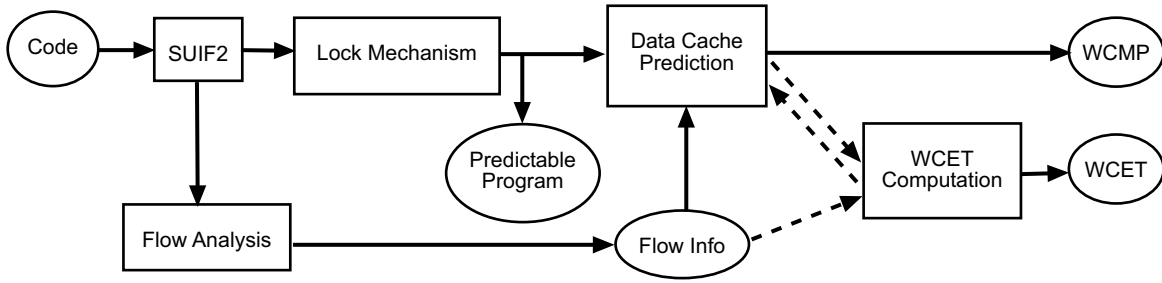 Code
SUIF2
Lock Mechanism
Data Cache
Prediction
WCMP
Predictable
Program
WCET
Computation
WCET
Flow Analysis
Flow Info